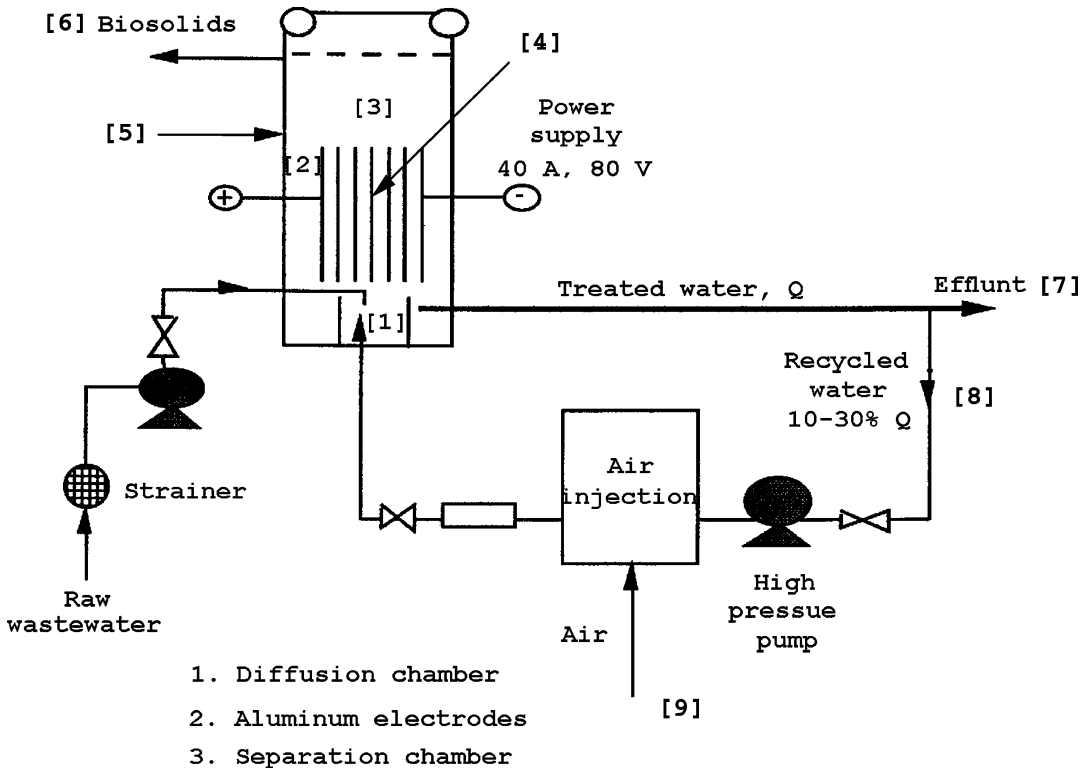 [6] Biosolids
[4]
[3]
Power
supply
40 A, 80 V
[5]
[2]
+
-
Treated water, Q
Efflunt [7]
[1]
Recycled
water
10-30% Q
[8]
Air
injection
Strainer
High
pressue
pump
Raw
wastewater
Air
[9]
1. Diffusion chamber
2. Aluminum electrodes
3. Separation chamber